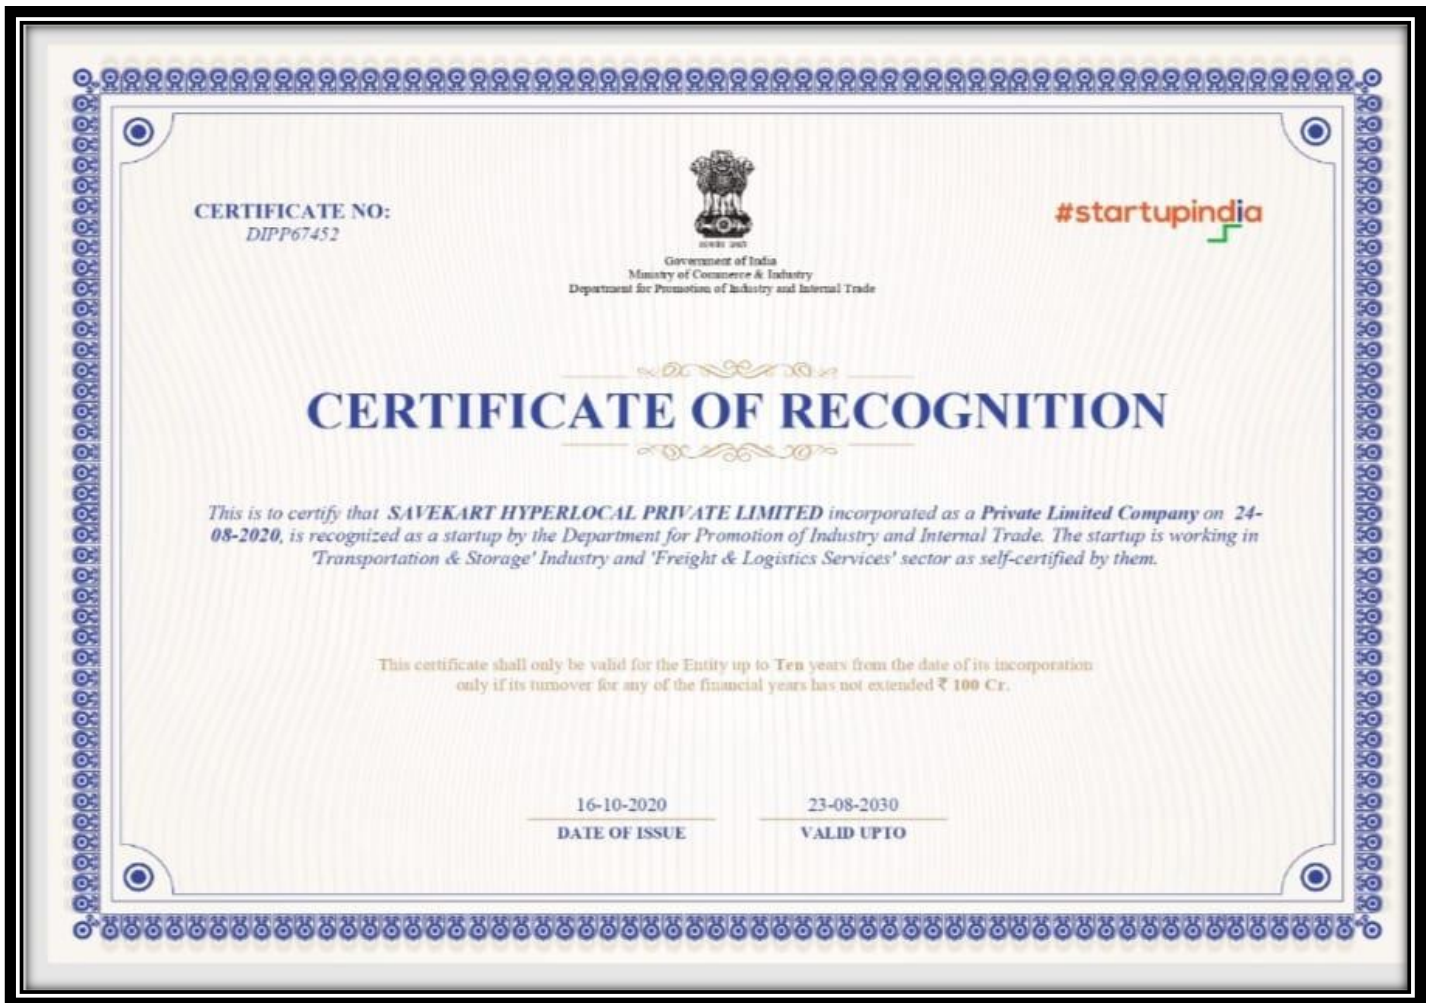 CERTIFICATE NO:
DIPP67452
#startupindia
Government of India
Ministry of Commerce & Industry
Department for Promotion of Industry and Internal Trade
CERTIFICATE OF RECOGNITION
This is to certify that SAVEKART HYPERLOCAL PRIVATE LIMITED incorporated as a Private Limited Company on 24-
08-2020, is recognized as a startup by the Department for Promotion of Industry and Internal Trade. The startup is working in
'Transportation & Storage' Industry and 'Freight & Logistics Services' sector as self-certified by them.
This certificate shall only be valid for the Entity up to Ten years from the date of its incorporation
only if its turnover for any of the financial years has not extended ₹ 100 Cr.
16-10-2020
DATE OF ISSUE
23-08-2030
VALID UPTO